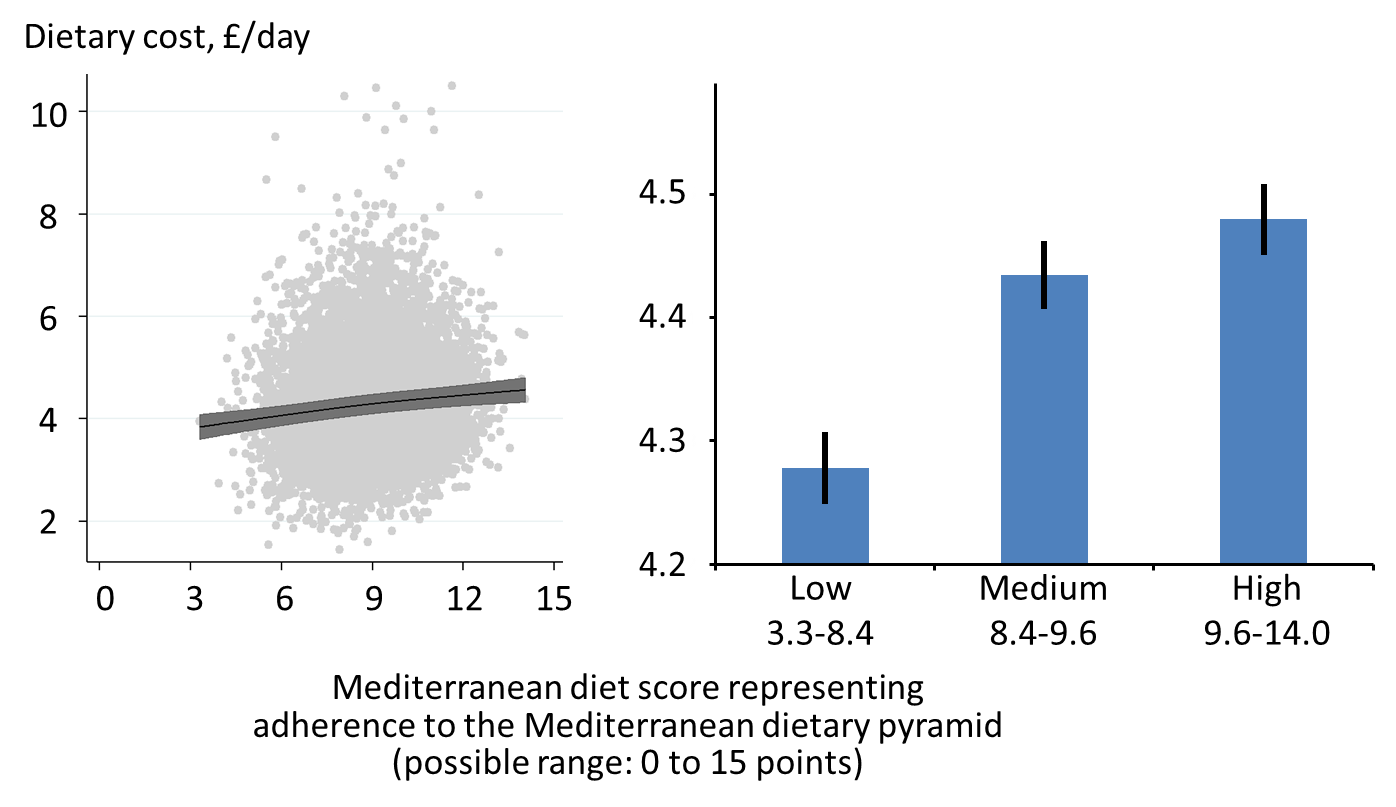 Dietary cost, £/day
10
8
6
4
2
0 3 6 9 12 15
4.5
4.4
4.3
4.2
Low Medium High
3.3-8.4 8.4-9.6 9.6-14.0
Mediterranean diet score representing
adherence to the Mediterranean dietary pyramid
(possible range: 0 to 15 points)